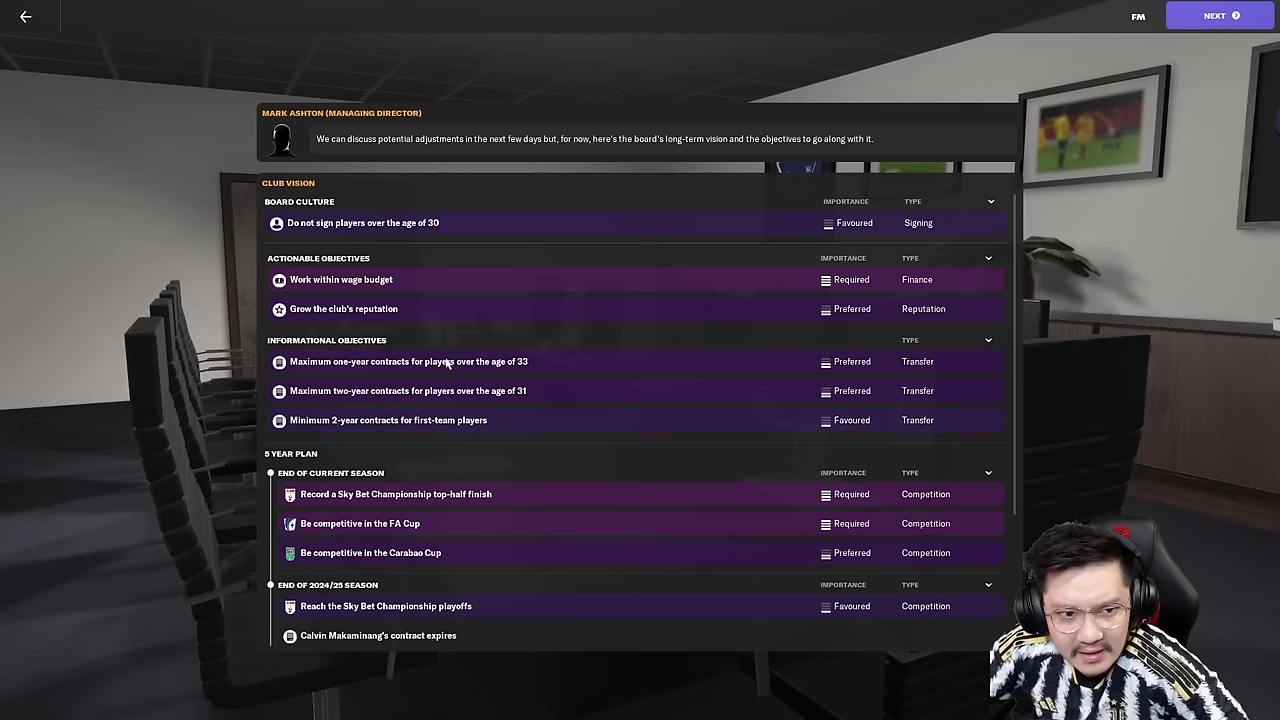 FM
NEXT
MARK ASHTON (MANAGING DIRECTOR)
We can discuss potential adjustments in the next few days but, for now, here's the board's long-term vision and the objectives to go along with it.
CLUB VISION
BOARD CULTURE IMPORTANCE TYPE
Do not sign players over the age of 30 Favoured Signing
ACTIONABLE OBJECTIVES IMPORTANCE TYPE
Work within wage budget Required Finance
Grow the club's reputation Preferred Reputation
INFORMATIONAL OBJECTIVES TYPE
Maximum one-year contracts for players over the age of 33 Preferred Transfer
Maximum two-year contracts for players over the age of 31 Preferred Transfer
Minimum 2-year contracts for first-team players Favoured Transfer
5 YEAR PLAN
END OF CURRENT SEASON IMPORTANCE TYPE
Record a Sky Bet Championship top-half finish Required Competition
Be competitive in the FA Cup Required Competition
Be competitive in the Carabao Cup Preferred Competition
END OF 2024/25 SEASON IMPORTANCE TYPE
Reach the Sky Bet Championship playoffs Favoured Competition
Calvin Makaminang's contract expires